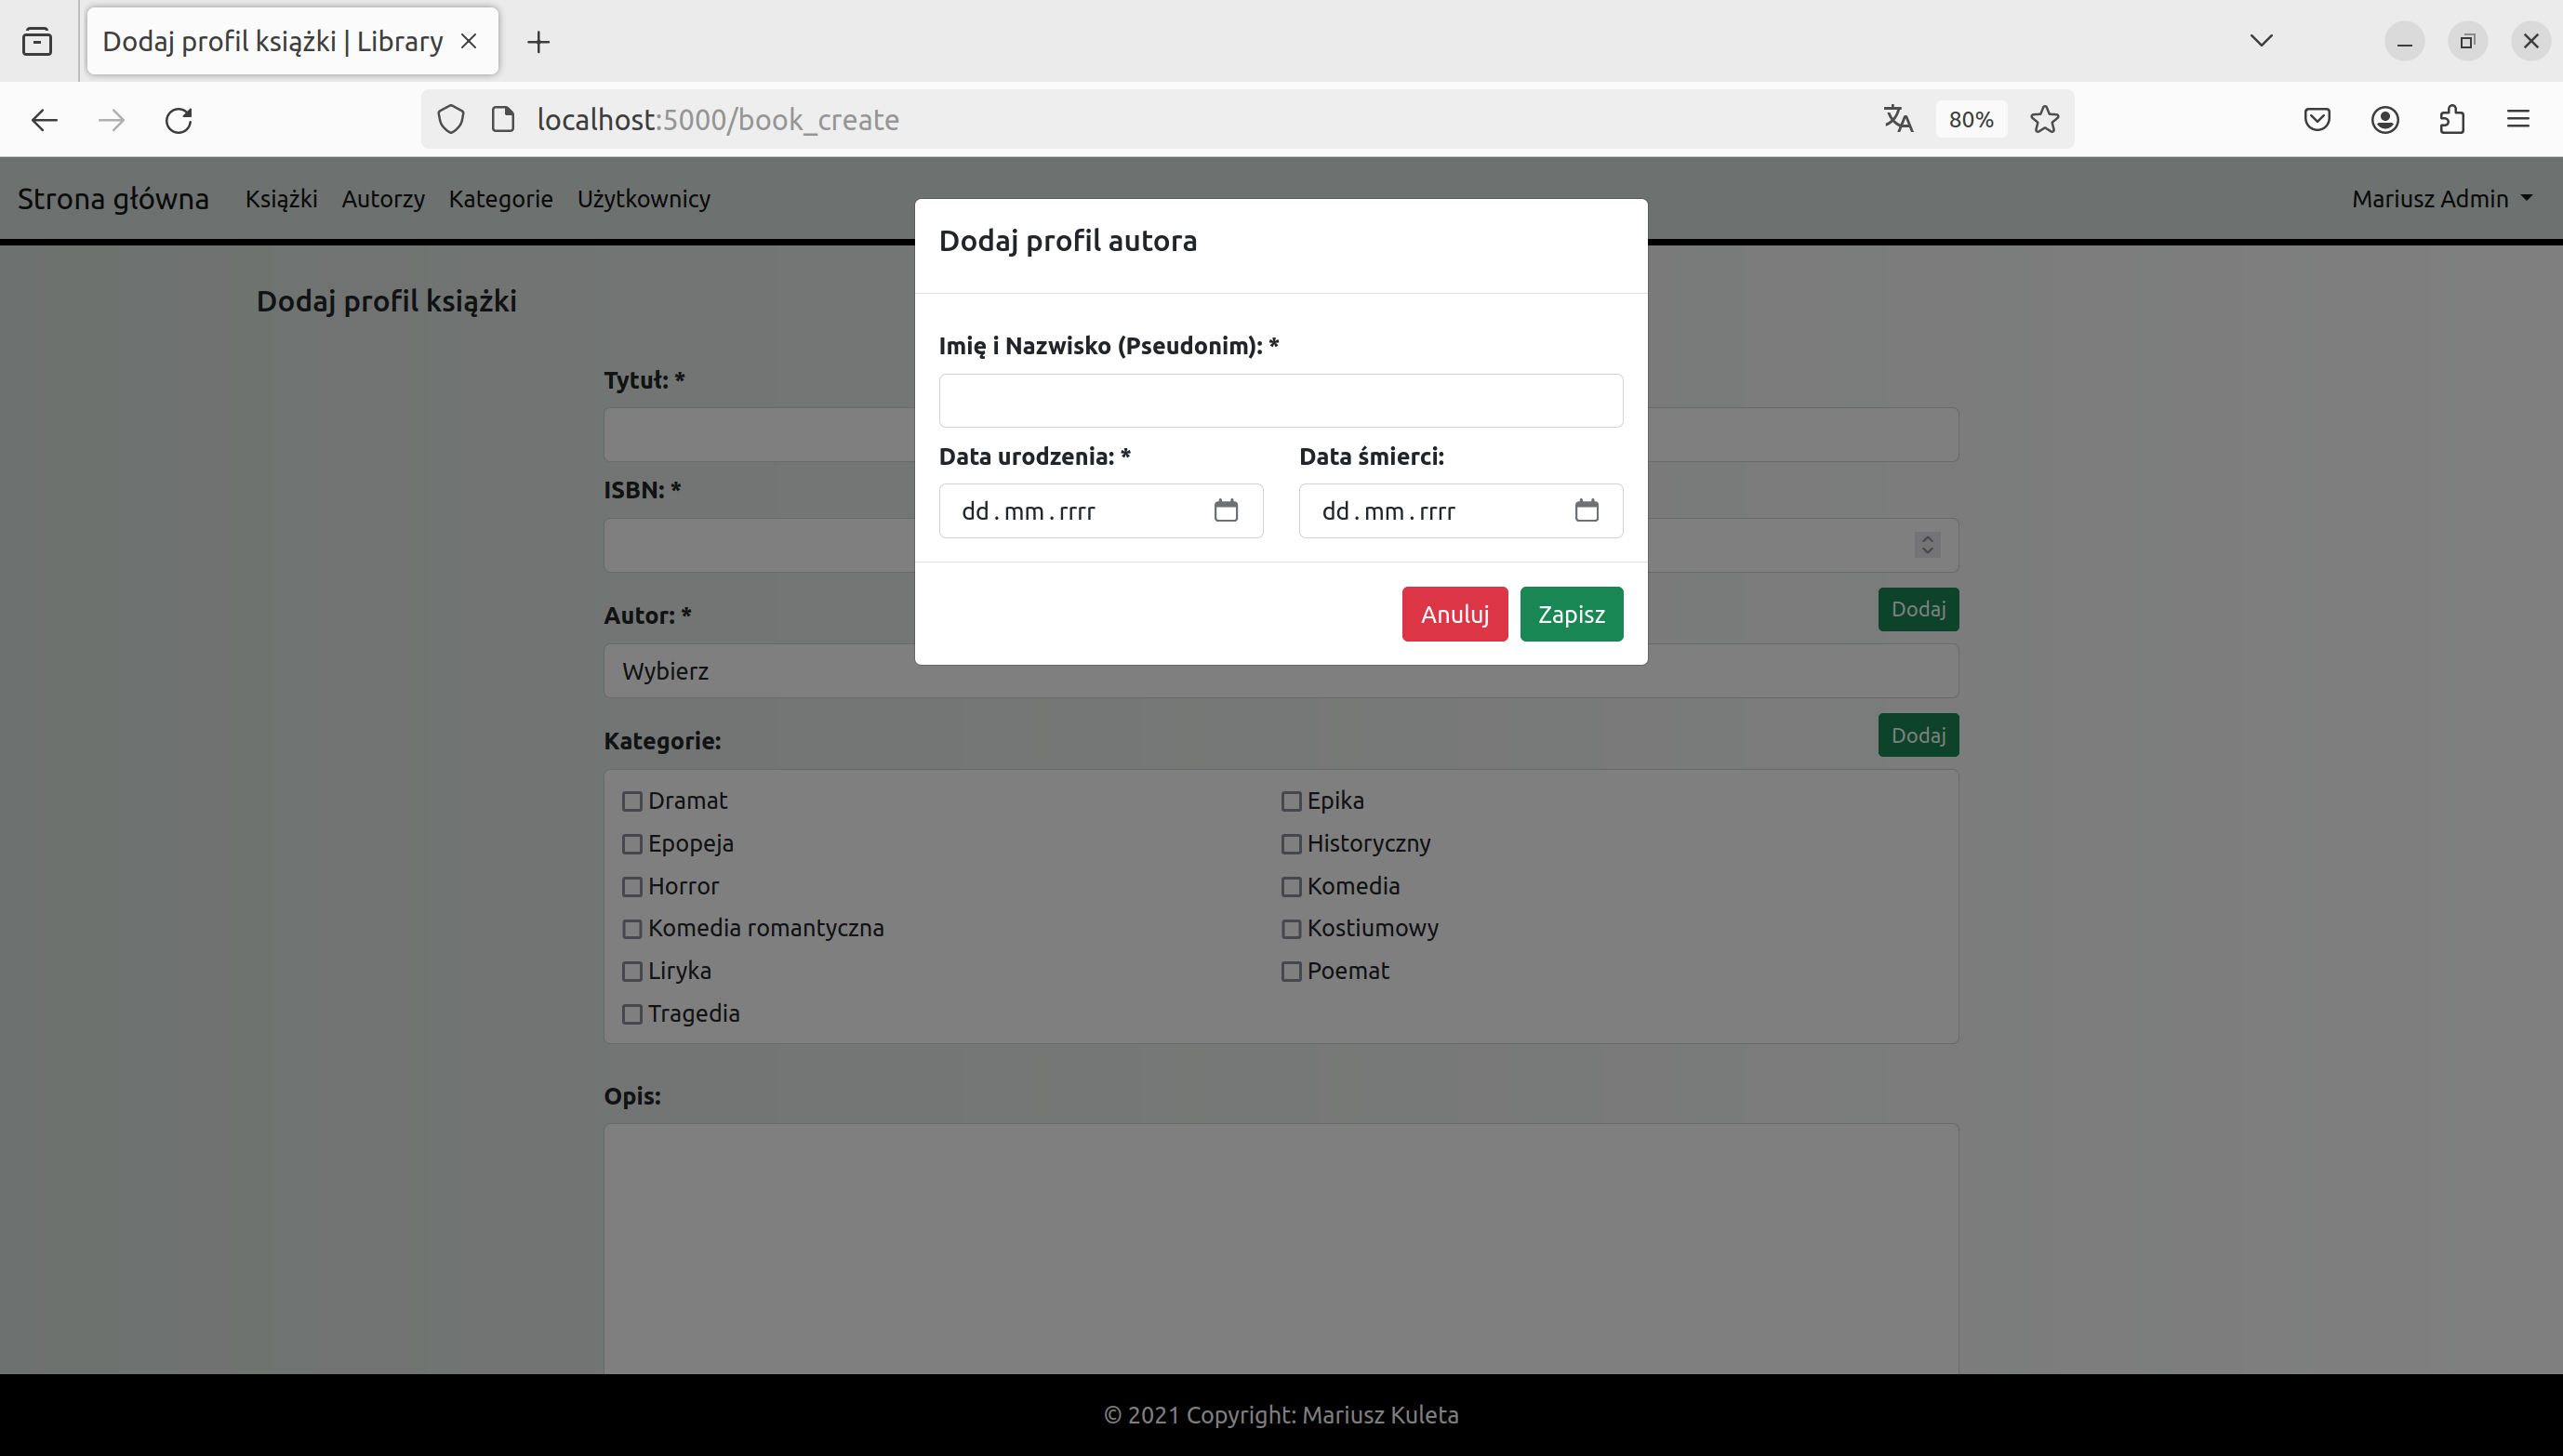 Dodaj profil książki | Library
localhost:5000/book_create
80%
Strona główna Książki Autorzy Kategorie Użytkownicy Mariusz Admin
Dodaj profil autora
Imię i Nazwisko (Pseudonim): *
Data urodzenia: * Data śmierci:
dd.mm.rrrr dd.mm.rrrr
Anuluj Zapisz
Dodaj profil książki
Tytuł: *
ISBN: *
Autor: * Dodaj
Wybierz
Kategorie: Dodaj
Dramat Epika
Epopeja Historyczny
Horror Komedia
Komedia romantyczna Kostiumowy
Liryka Poemat
Tragedia
Opis:
© 2021 Copyright: Mariusz Kuleta